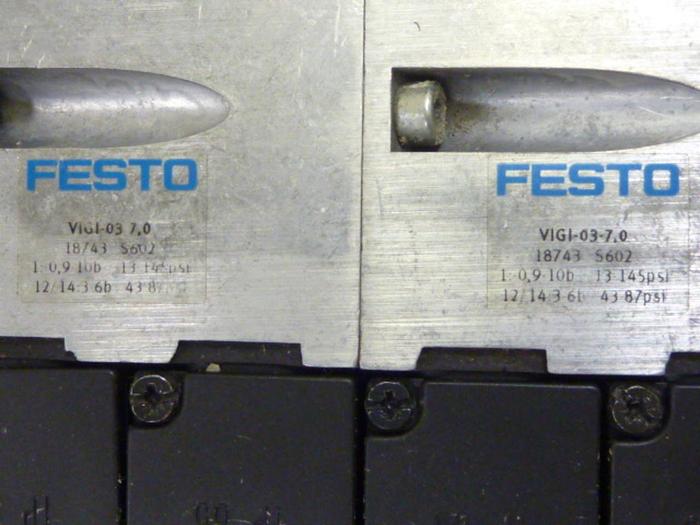 FESTO
VIGI-03 7,0
18743 S602
1: 0,9 10b 13 145psi
12/14:3 6b 43 87
FESTO
VIGI-03-7,0
18743 S602
1: 0,9 10b 13 145psi
12/14:3 6b 43 87psi